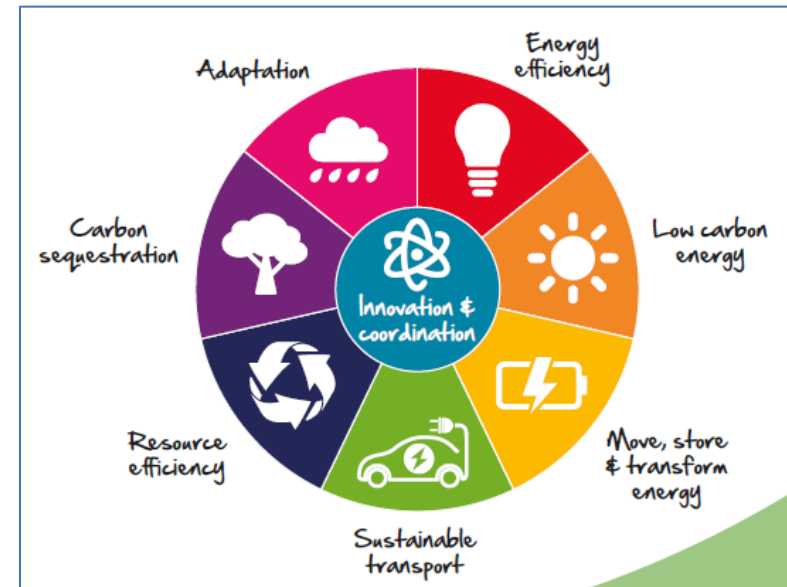 Energy
efficiency
Low carbon
energy
Move, store
& transform
energy
Sustainable
transport
Resource
efficiency
Carbon
sequestration
Adaptation
Innovation &
coordination